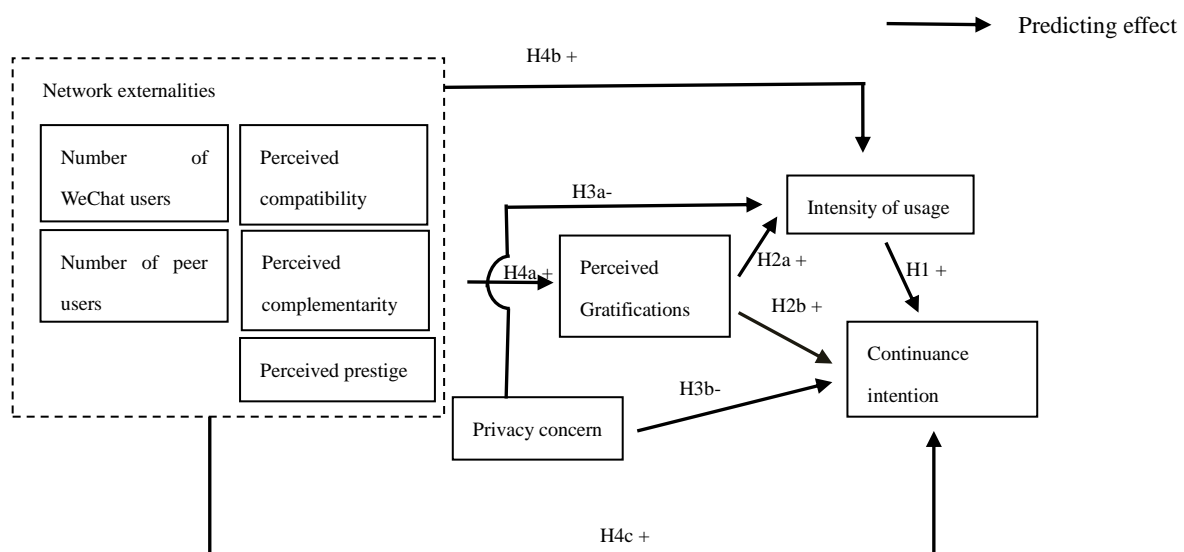 Predicting effect
H4b +
Network externalities
Number of
WeChat users
Perceived
compatibility
Number of peer
users
Perceived
complementarity
Perceived prestige
H3a-
Intensity of usage
H4a +
Perceived
Gratifications
H2a +
H1 +
H2b +
Continuance
intention
H3b-
Privacy concern
H4c +